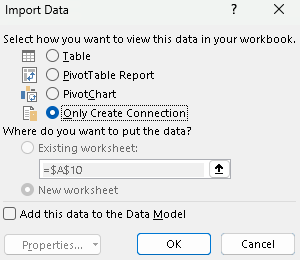 Import Data
?
Select how you want to view this data in your workbook.
Table
PivotTable Report
PivotChart
Only Create Connection
Where do you want to put the data?
Existing worksheet:
=$A$10
New worksheet
Add this data to the Data Model
Properties...
OK
Cancel